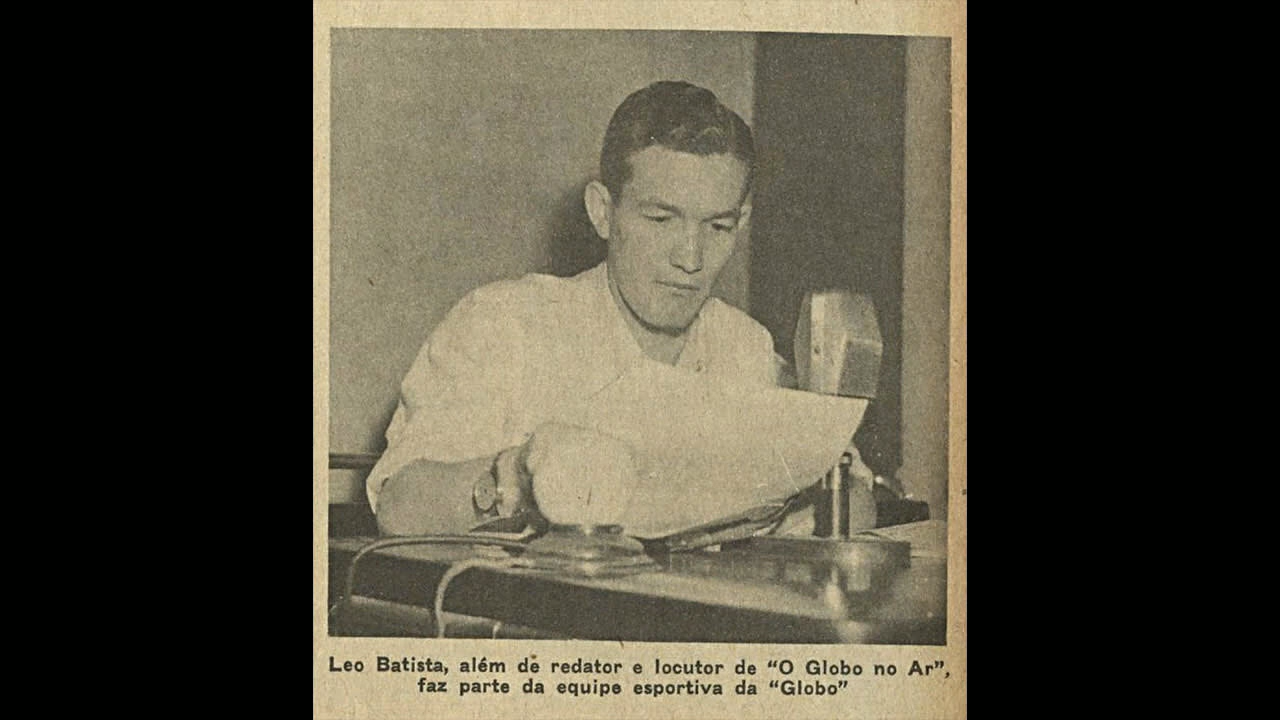 Leo Batista, além de redator e locutor de “O Globo no Ar”,
faz parte da equipe esportiva da “Globo”